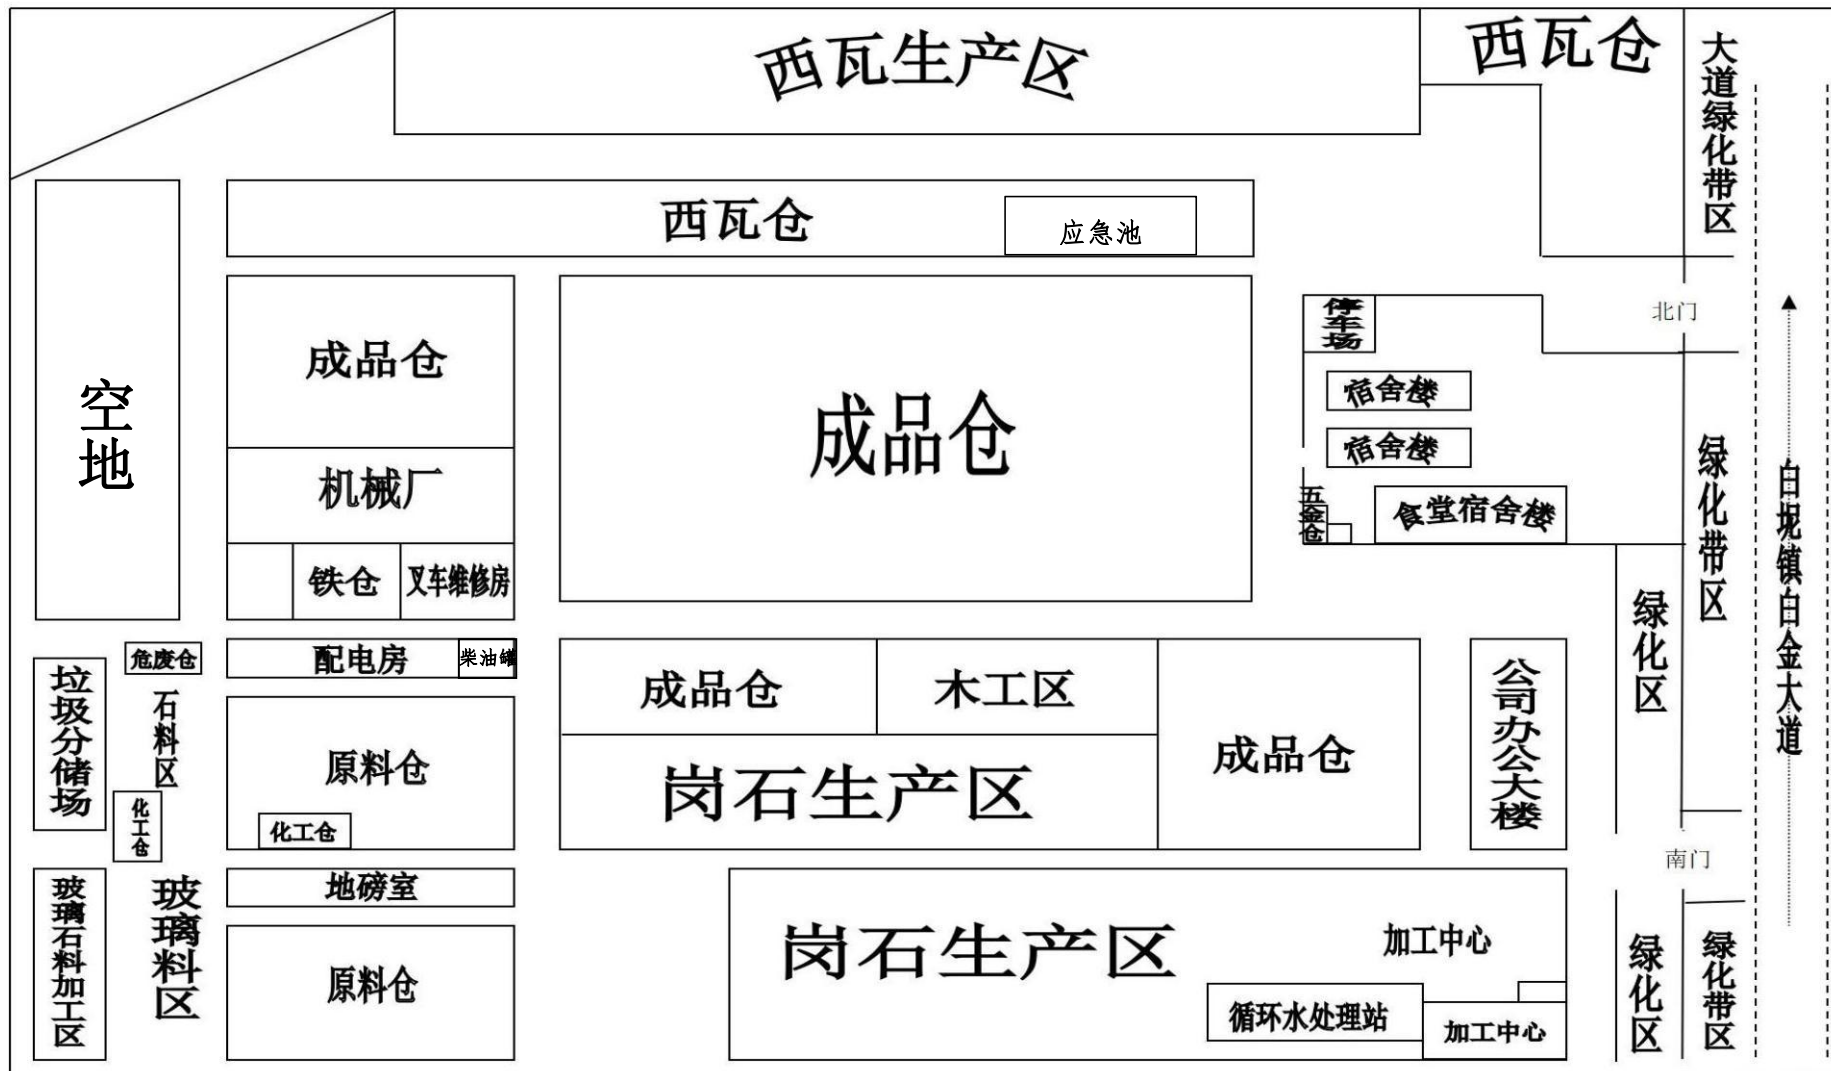 西瓦生产区
西瓦仓
大道绿化带区
西瓦仓
应急池
空地
成品仓
成品仓
停车场
北门
宿舍楼
宿舍楼
机械厂
五金仓
食堂宿舍楼
绿化带区
白坭镇白金大道
铁仓
叉车维修房
绿化区
危废仓
配电房
柴油罐
垃圾分储场
石料区
成品仓
木工区
公司办公大楼
原料仓
成品仓
岗石生产区
化工仓
化工仓
南门
玻璃石料加工区
玻璃料区
地磅室
岗石生产区
加工中心
原料仓
循环水处理站
加工中心
绿化区
绿化带区